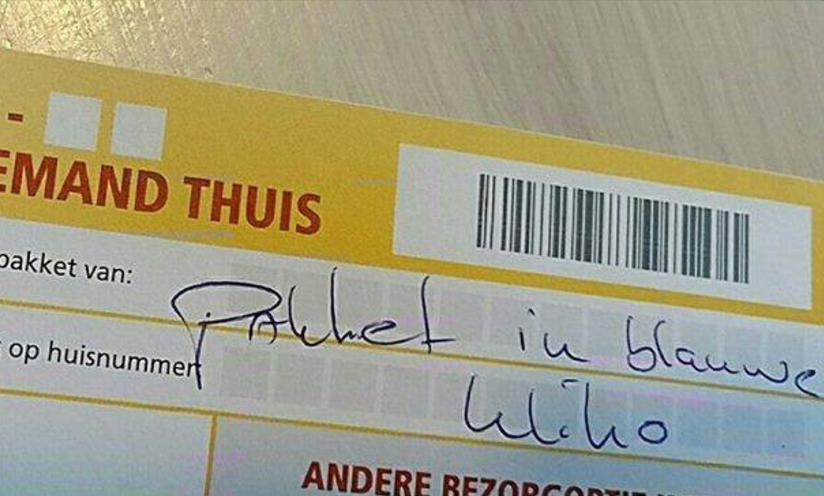 -
EMAND THUIS
pakket van:
Pakket in blauwe
op huisnummer
kliko
ANDERE BEZORGOPTIE